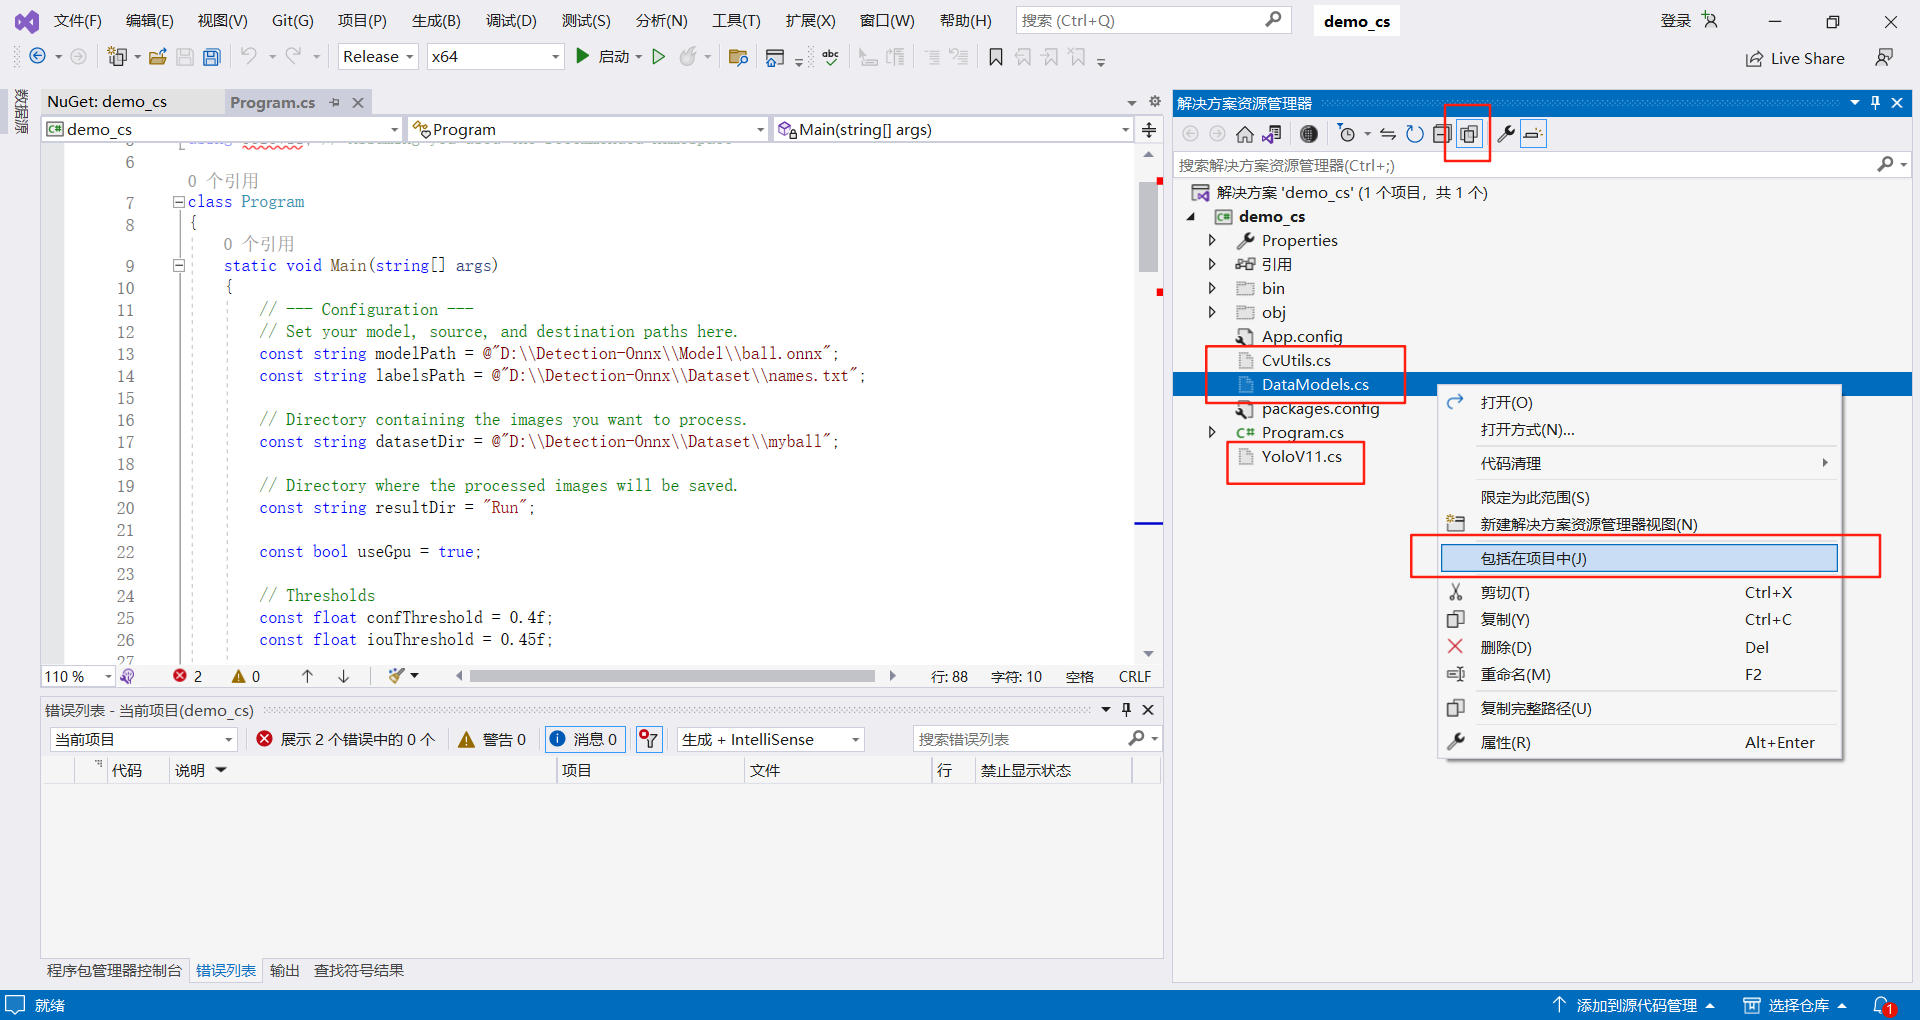 文件(F) 编辑(E) 视图(V) Git(G) 项目(P) 生成(B) 调试(D) 测试(S) 分析(N) 工具(T) 扩展(X) 窗口(W) 帮助(H) 搜索 (Ctrl+Q) demo_cs 登录
Release x64 启动 abc Live Share
数据源
NuGet: demo_cs Program.cs
C# demo_cs Program Main(string[] args)
6
0 个引用
7 class Program
8 {
0 个引用
9 static void Main(string[] args)
10 {
11 // --- Configuration ---
12 // Set your model, source, and destination paths here.
13 const string modelPath = @"D:\\Detection-Onnx\\Model\\ball.onnx";
14 const string labelsPath = @"D:\\Detection-Onnx\\Dataset\\names.txt";
15
16 // Directory containing the images you want to process.
17 const string datasetDir = @"D:\\Detection-Onnx\\Dataset\\myball";
18
19 // Directory where the processed images will be saved.
20 const string resultDir = "Run";
21
22 const bool useGpu = true;
23
24 // Thresholds
25 const float confThreshold = 0.4f;
26 const float iouThreshold = 0.45f;
27
110 % 2 0 行: 88 字符: 10 空格 CRLF
错误列表 - 当前项目(demo_cs)
当前项目 展示 2 个错误中的 0 个 警告 0 消息 0 生成 + IntelliSense 搜索错误列表
代码 说明 项目 文件 行 禁止显示状态
程序包管理器控制台 错误列表 输出 查找符号结果
解决方案资源管理器
搜索解决方案资源管理器(Ctrl+;)
解决方案 'demo_cs' (1 个项目，共 1 个)
C# demo_cs
Properties
引用
bin
obj
App.config
CvUtils.cs
DataModels.cs
packages.config
C# Program.cs
YoloV11.cs
打开(O)
打开方式(N)...
代码清理
限定为此范围(S)
新建解决方案资源管理器视图(N)
包括在项目中(J)
剪切(T) Ctrl+X
复制(Y) Ctrl+C
删除(D) Del
重命名(M) F2
复制完整路径(U)
属性(R) Alt+Enter
就绪 添加到源代码管理 选择仓库 1